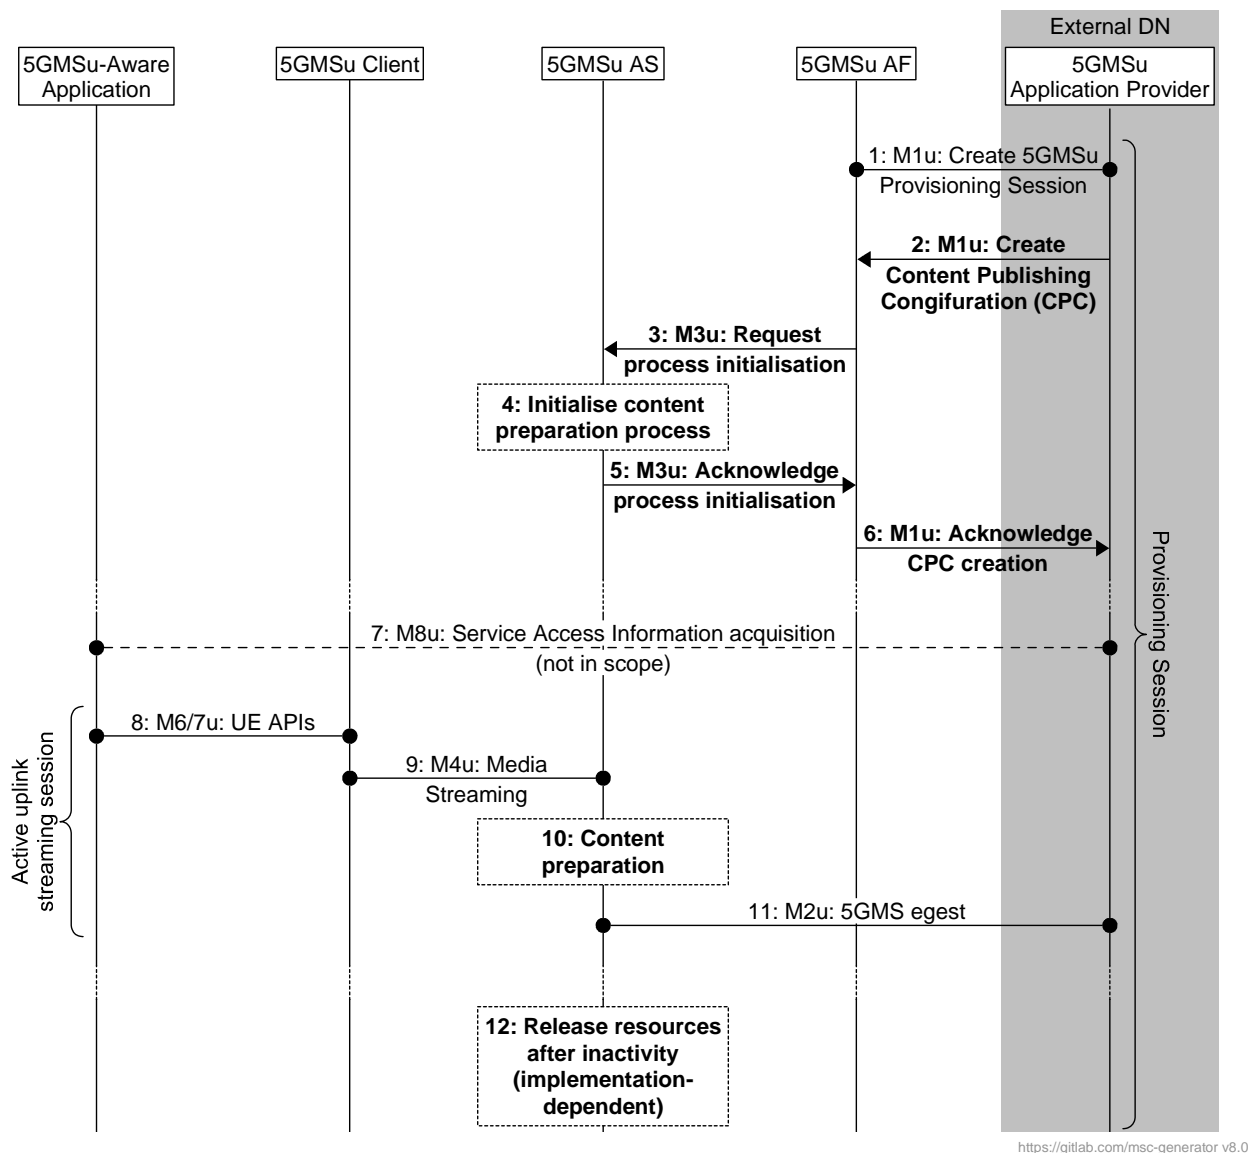 External DN
5GMSu-Aware
Application
5GMSu Client
5GMSu AS
5GMSu AF
5GMSu
Application Provider
1: M1u: Create 5GMSu
Provisioning Session
2: M1u: Create
Content Publishing
Congifuration (CPC)
3: M3u: Request
process initialisation
4: Initialise content
preparation process
5: M3u: Acknowledge
process initialisation
6: M1u: Acknowledge
CPC creation
Provisioning Session
7: M8u: Service Access Information acquisition
(not in scope)
Active uplink
streaming session
8: M6/7u: UE APIs
9: M4u: Media
Streaming
10: Content
preparation
11: M2u: 5GMS egest
12: Release resources
after inactivity
(implementation-
dependent)
https://gitlab.com/msc-generator v8.0